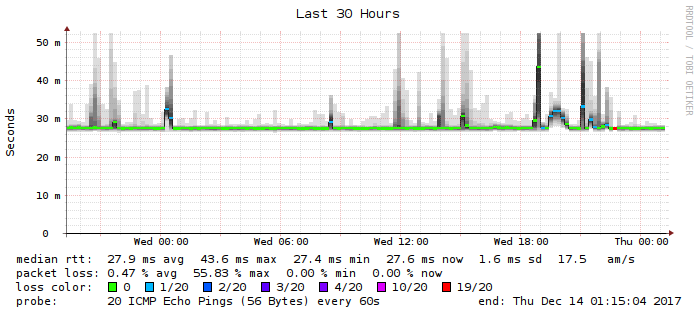 Last 30 Hours
RRDTOOL / TOBI OETIKER
Seconds
50 m
40 m
30 m
20 m
10 m
0
Wed 00:00 Wed 06:00 Wed 12:00 Wed 18:00 Thu 00:00
median rtt: 27.9 ms avg 43.6 ms max 27.4 ms min 27.6 ms now 1.6 ms sd 17.5 am/s
packet loss: 0.47 % avg 55.83 % max 0.00 % min 0.00 % now
loss color: 0 1/20 2/20 3/20 4/20 10/20 19/20
probe: 20 ICMP Echo Pings (56 Bytes) every 60s end: Thu Dec 14 01:15:04 2017